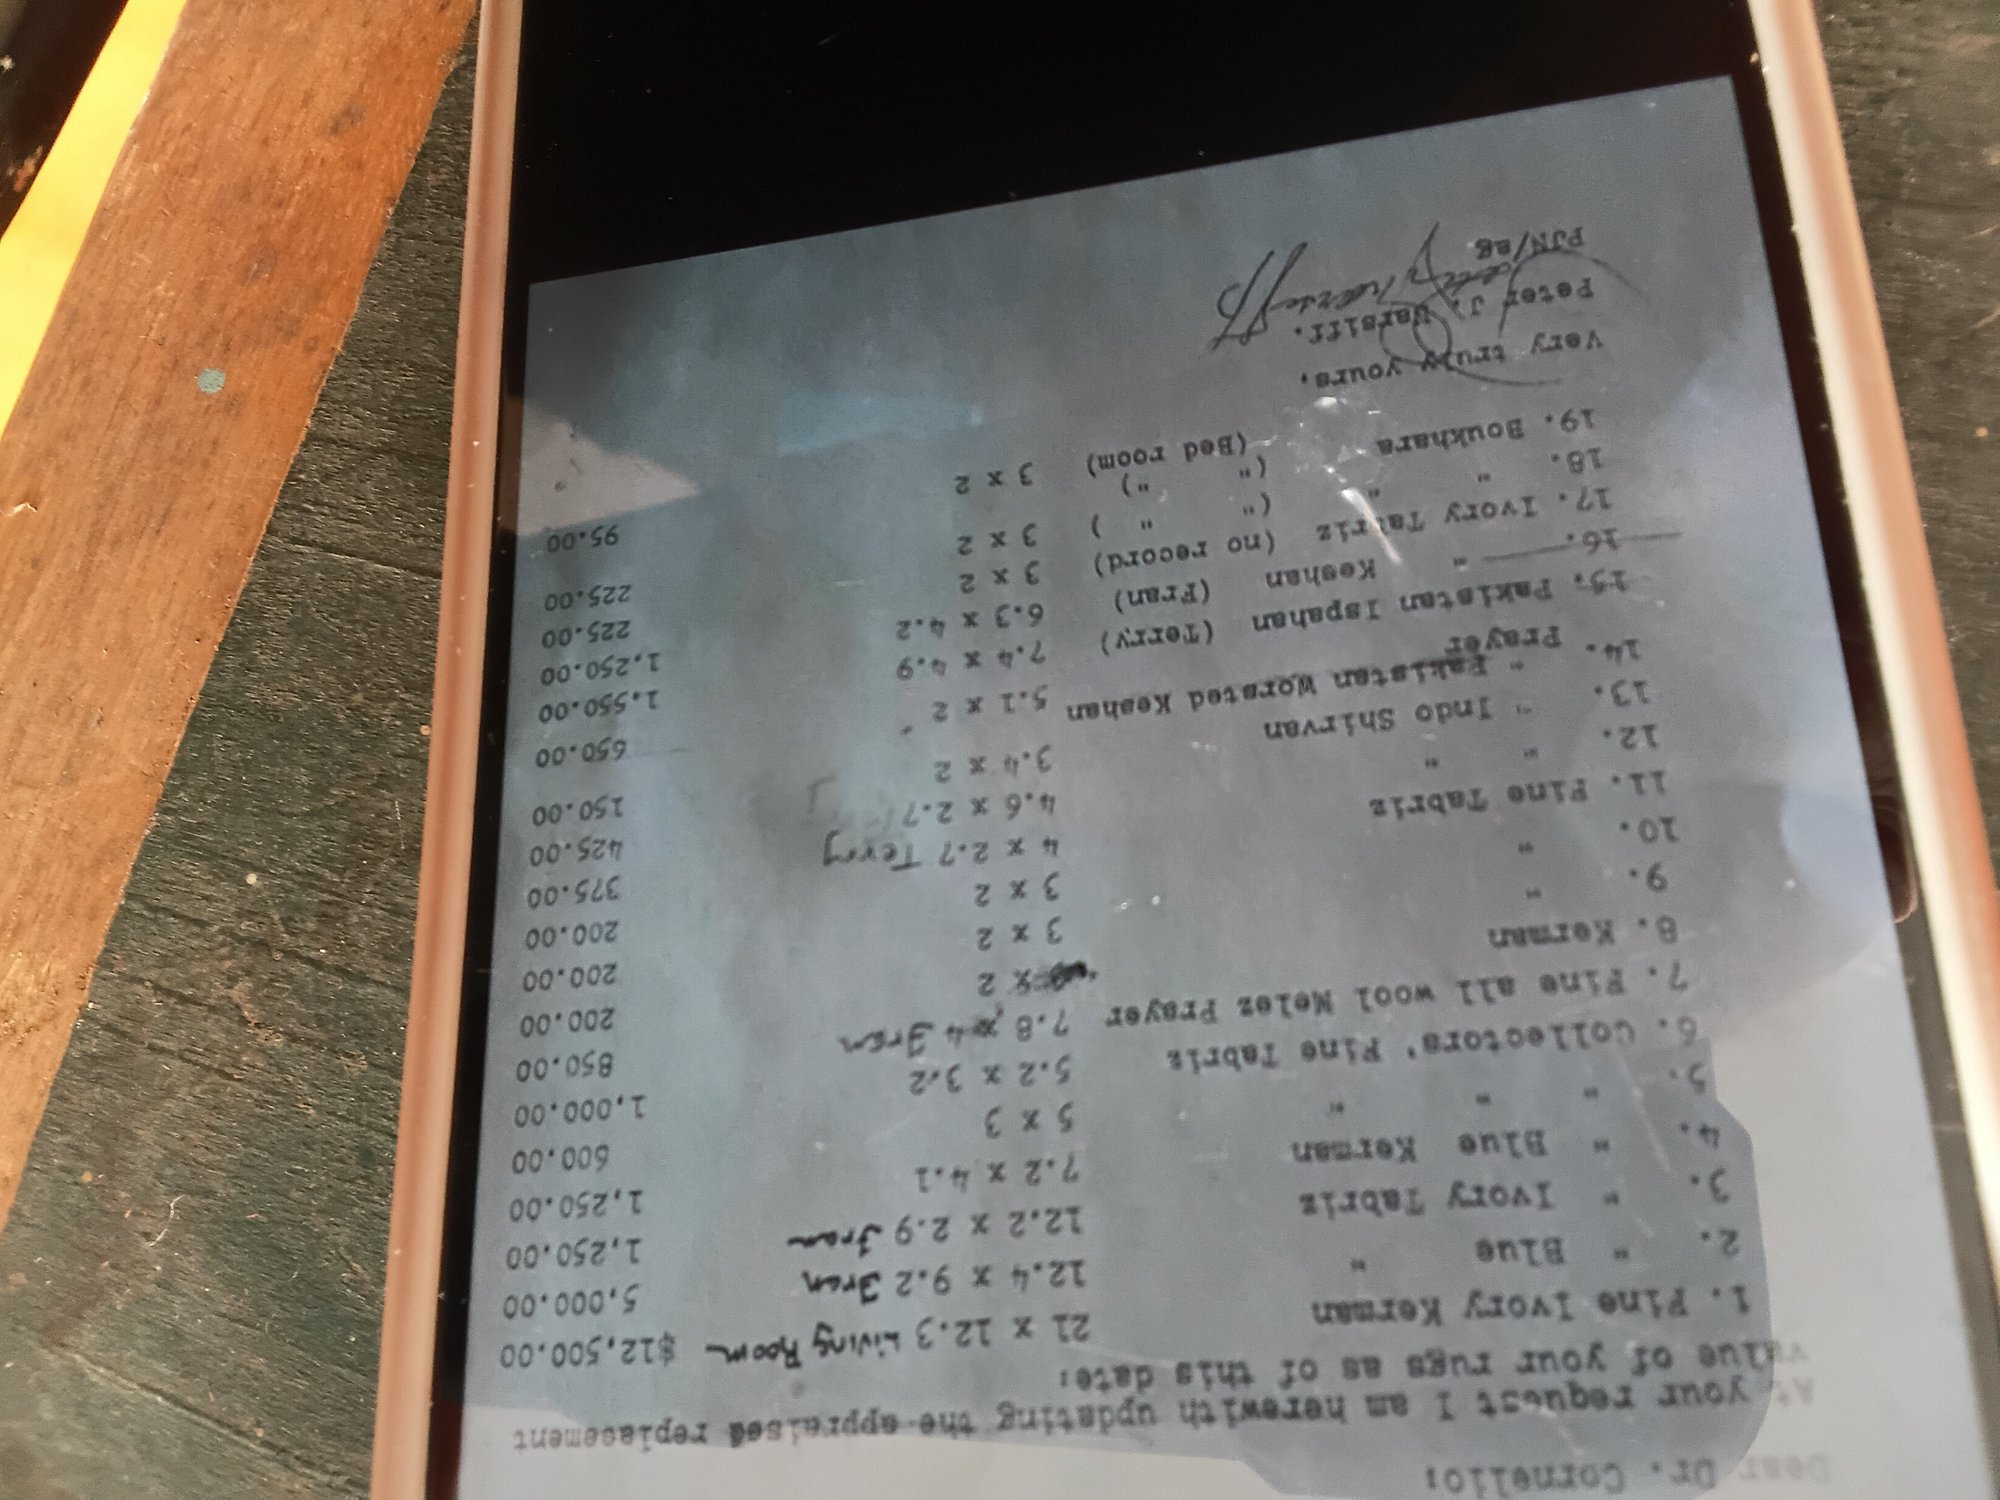 Dear Dr. Cornelio:
At your request I am herewith updating the appraised replacement
value of your rugs as of this date:
1. Fine Ivory Kerman 21 x 12.3 Living Room $12,500.00
2. " Blue " 12.4 x 9.2 Fran 5,000.00
3. " Ivory Tabriz 12.2 x 2.9 Fran 1,250.00
4. " Blue Kerman 7.2 x 4.1 1,250.00
5. " " " 5 x 3 600.00
6. Collectors' Fine Tabriz 5.2 x 3.2 1,000.00
7. Fine all wool Melez Prayer 7.8 x 4 Fran 850.00
8. Kerman x 2 200.00
9. " 3 x 2 200.00
10. " 3 x 2 200.00
11. Fine Tabriz 4 x 2.7 Terry 375.00
12. " " 4.6 x 2.7 425.00
13. " Indo Shirvan 3.4 x 2 150.00
14. " Pakistan Worsted Keshan 5.1 x 2 650.00
Prayer
15. Pakistan Ispahan (Terry) 7.4 x 4.9 1,550.00
16. " Keshan (Fran) 6.3 x 4.2 1,250.00
17. Ivory Tabriz (no record) 3 x 2 225.00
18. " " (" " ) 3 x 2 225.00
19. Boukhara (" ") 3 x 2 95.00
(Bed room)
Very truly yours,
Peter J. Narsiff.
PJN/ag